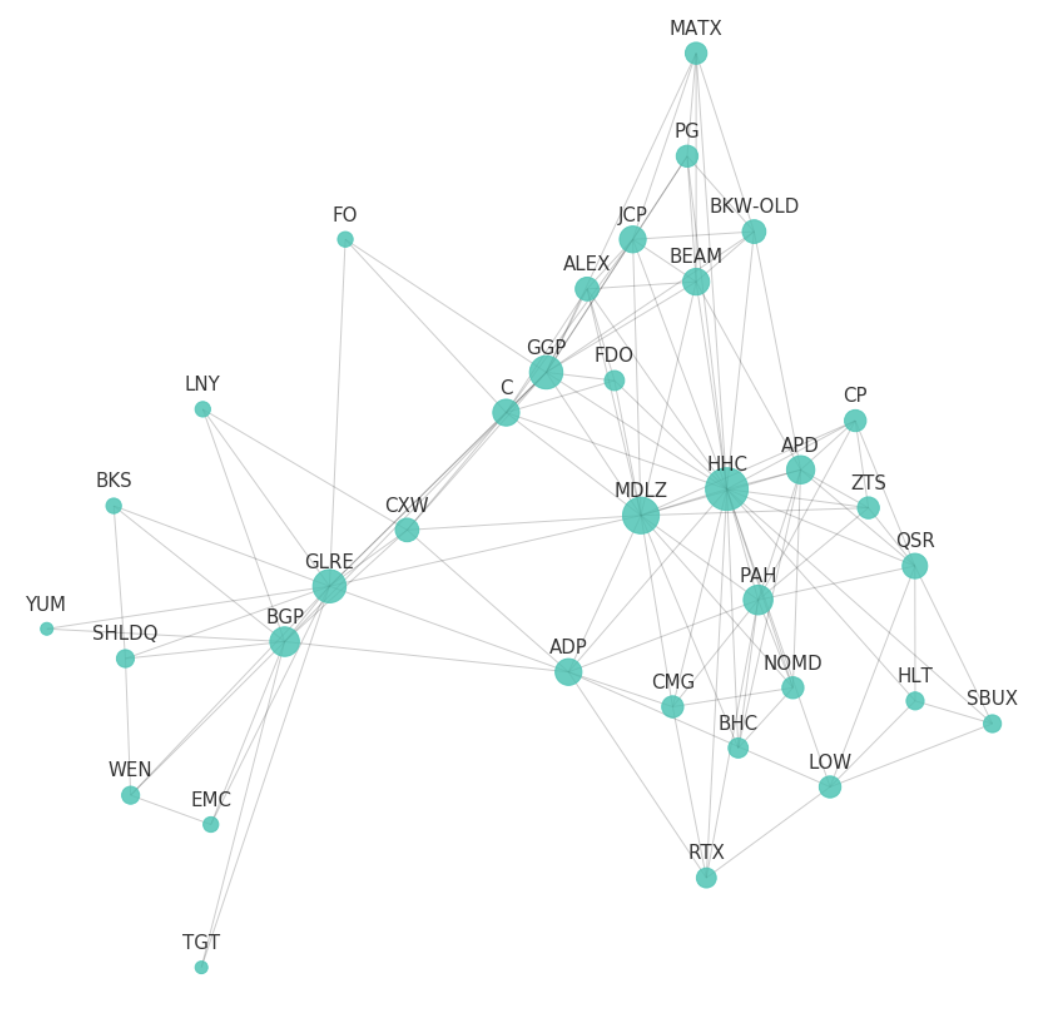 MATX
PG
BKW-OLD
JCP
FO
BEAM
ALEX
GGP
FDO
LNY
C
CP
APD
HHC
BKS
ZTS
MDLZ
CXW
QSR
GLRE
PAH
YUM
BGP
SHLDQ
ADP
NOMD
HLT
CMG
SBUX
BHC
LOW
WEN
EMC
RTX
TGT